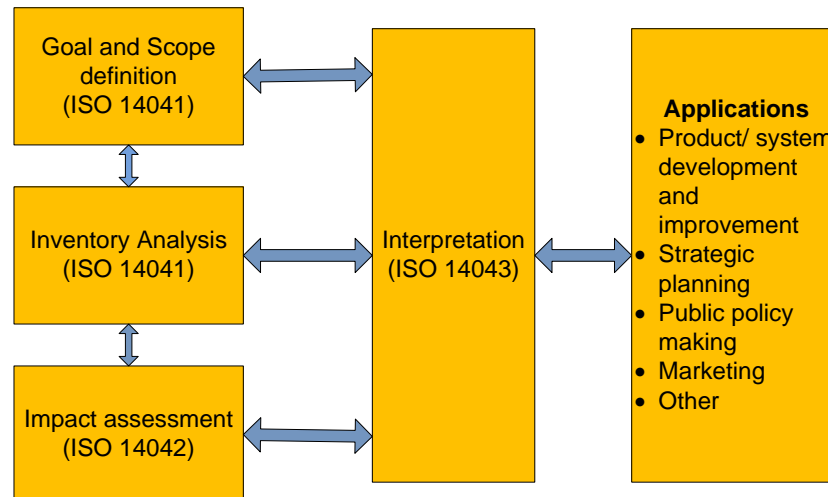 Goal and Scope
definition
(ISO 14041)
Inventory Analysis
(ISO 14041)
Impact assessment
(ISO 14042)
Interpretation
(ISO 14043)
Applications
• Product/ system
development
and
improvement
• Strategic
planning
• Public policy
making
• Marketing
• Other